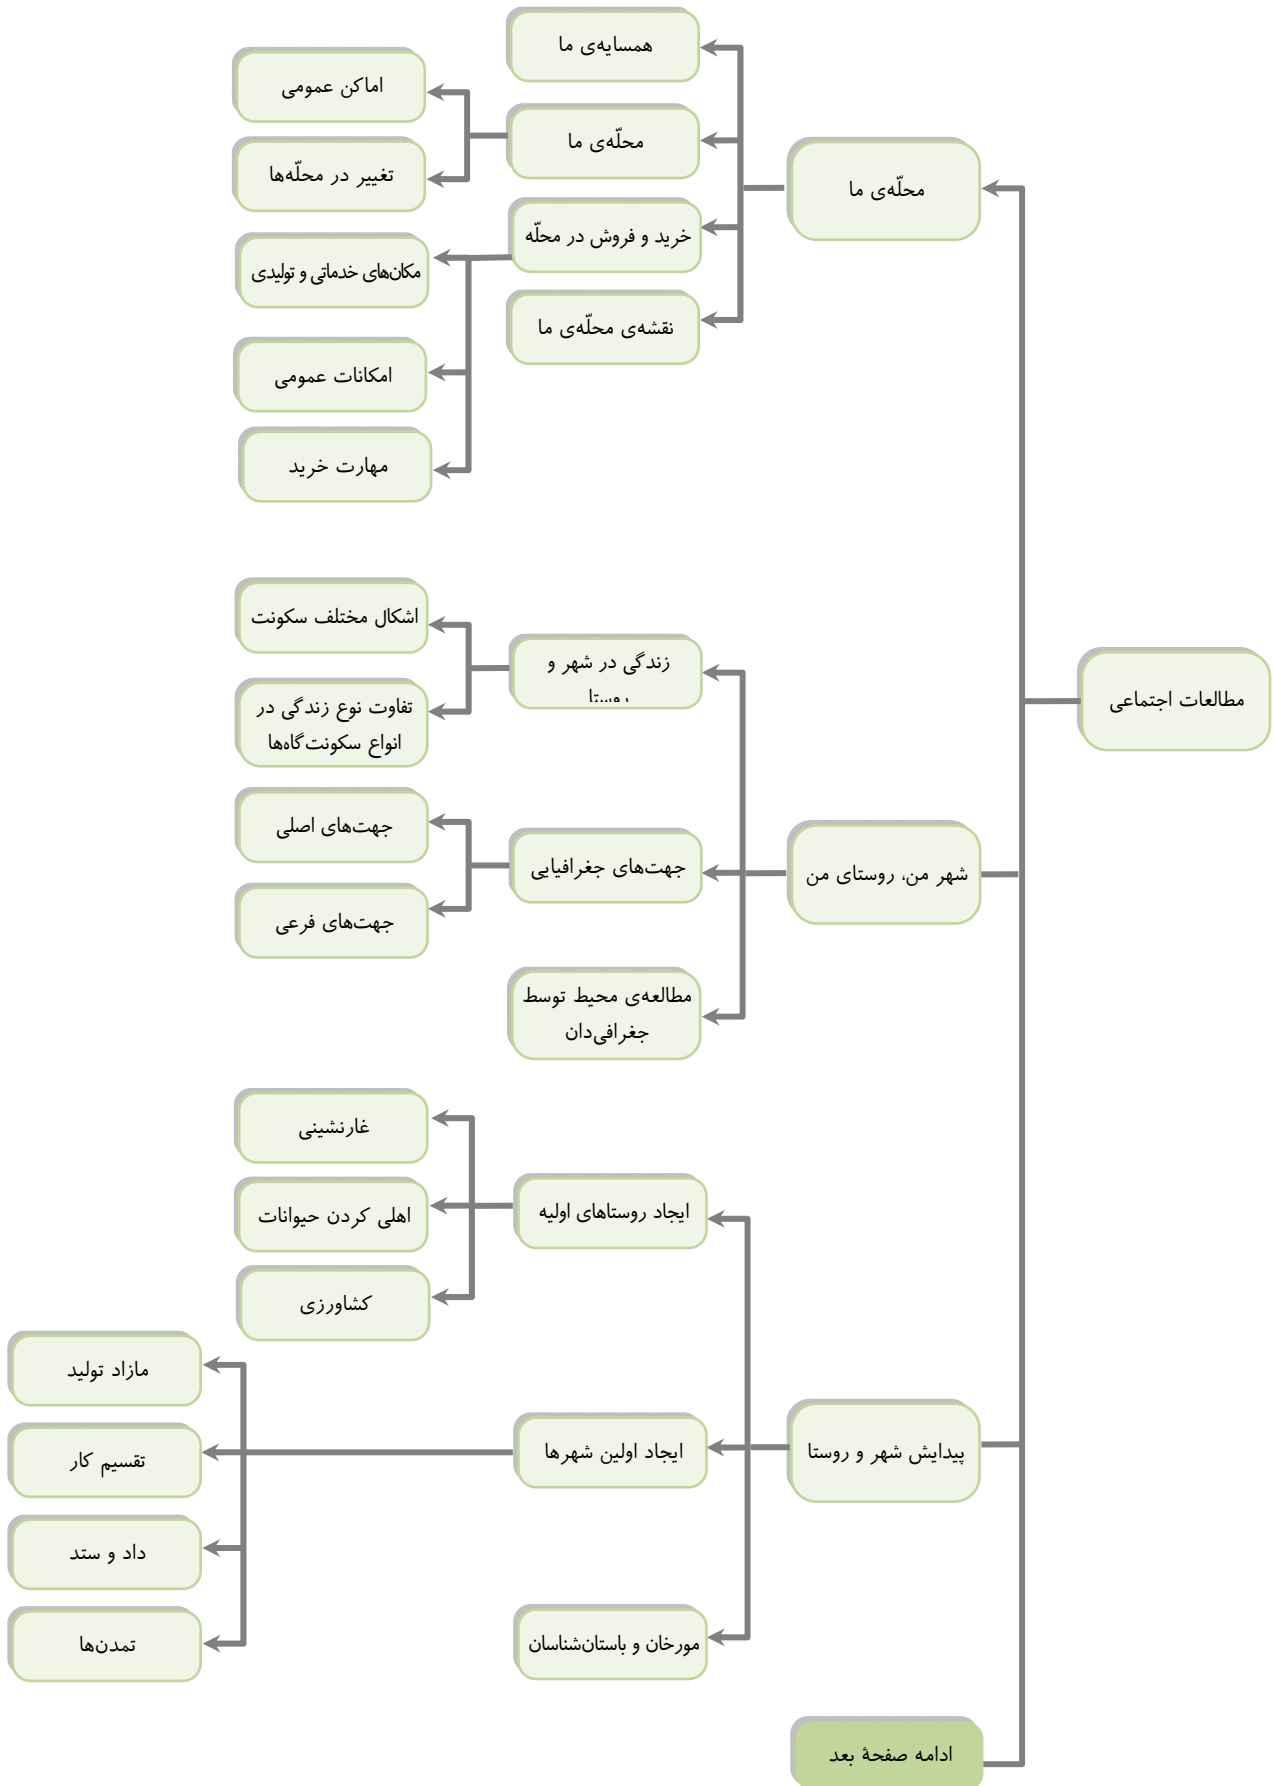 مطالعات اجتماعی
محلّه‌ی ما
همسایه‌ی ما
محلّه‌ی ما
اماکن عمومی
تغییر در محلّه‌ها
خرید و فروش در محلّه
مکان‌های خدماتی و تولیدی
امکانات عمومی
مهارت خرید
نقشه‌ی محلّه‌ی ما
شهر من، روستای من
زندگی در شهر و
روستا
اشکال مختلف سکونت
تفاوت نوع زندگی در
انواع سکونت‌گاه‌ها
جهت‌های جغرافیایی
جهت‌های اصلی
جهت‌های فرعی
مطالعه‌ی محیط توسط
جغرافی‌دان
پیدایش شهر و روستا
ایجاد روستاهای اولیه
غارنشینی
اهلی کردن حیوانات
کشاورزی
ایجاد اولین شهرها
مازاد تولید
تقسیم کار
داد و ستد
تمدن‌ها
مورخان و باستان‌شناسان
ادامه صفحۀ بعد